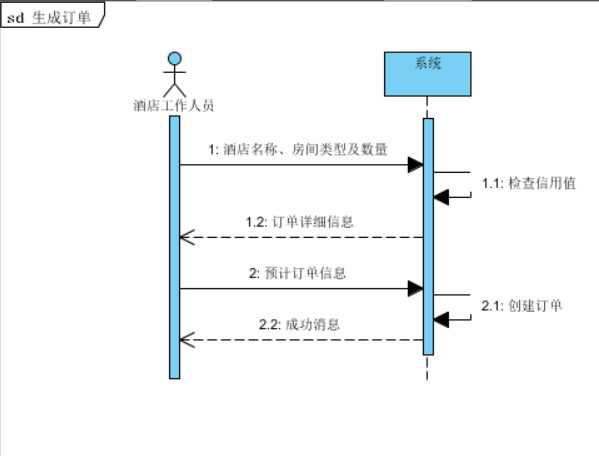 sd 生成订单
系统
酒店工作人员
1: 酒店名称、房间类型及数量
1.1: 检查信用值
1.2: 订单详细信息
2: 预计订单信息
2.1: 创建订单
2.2: 成功消息